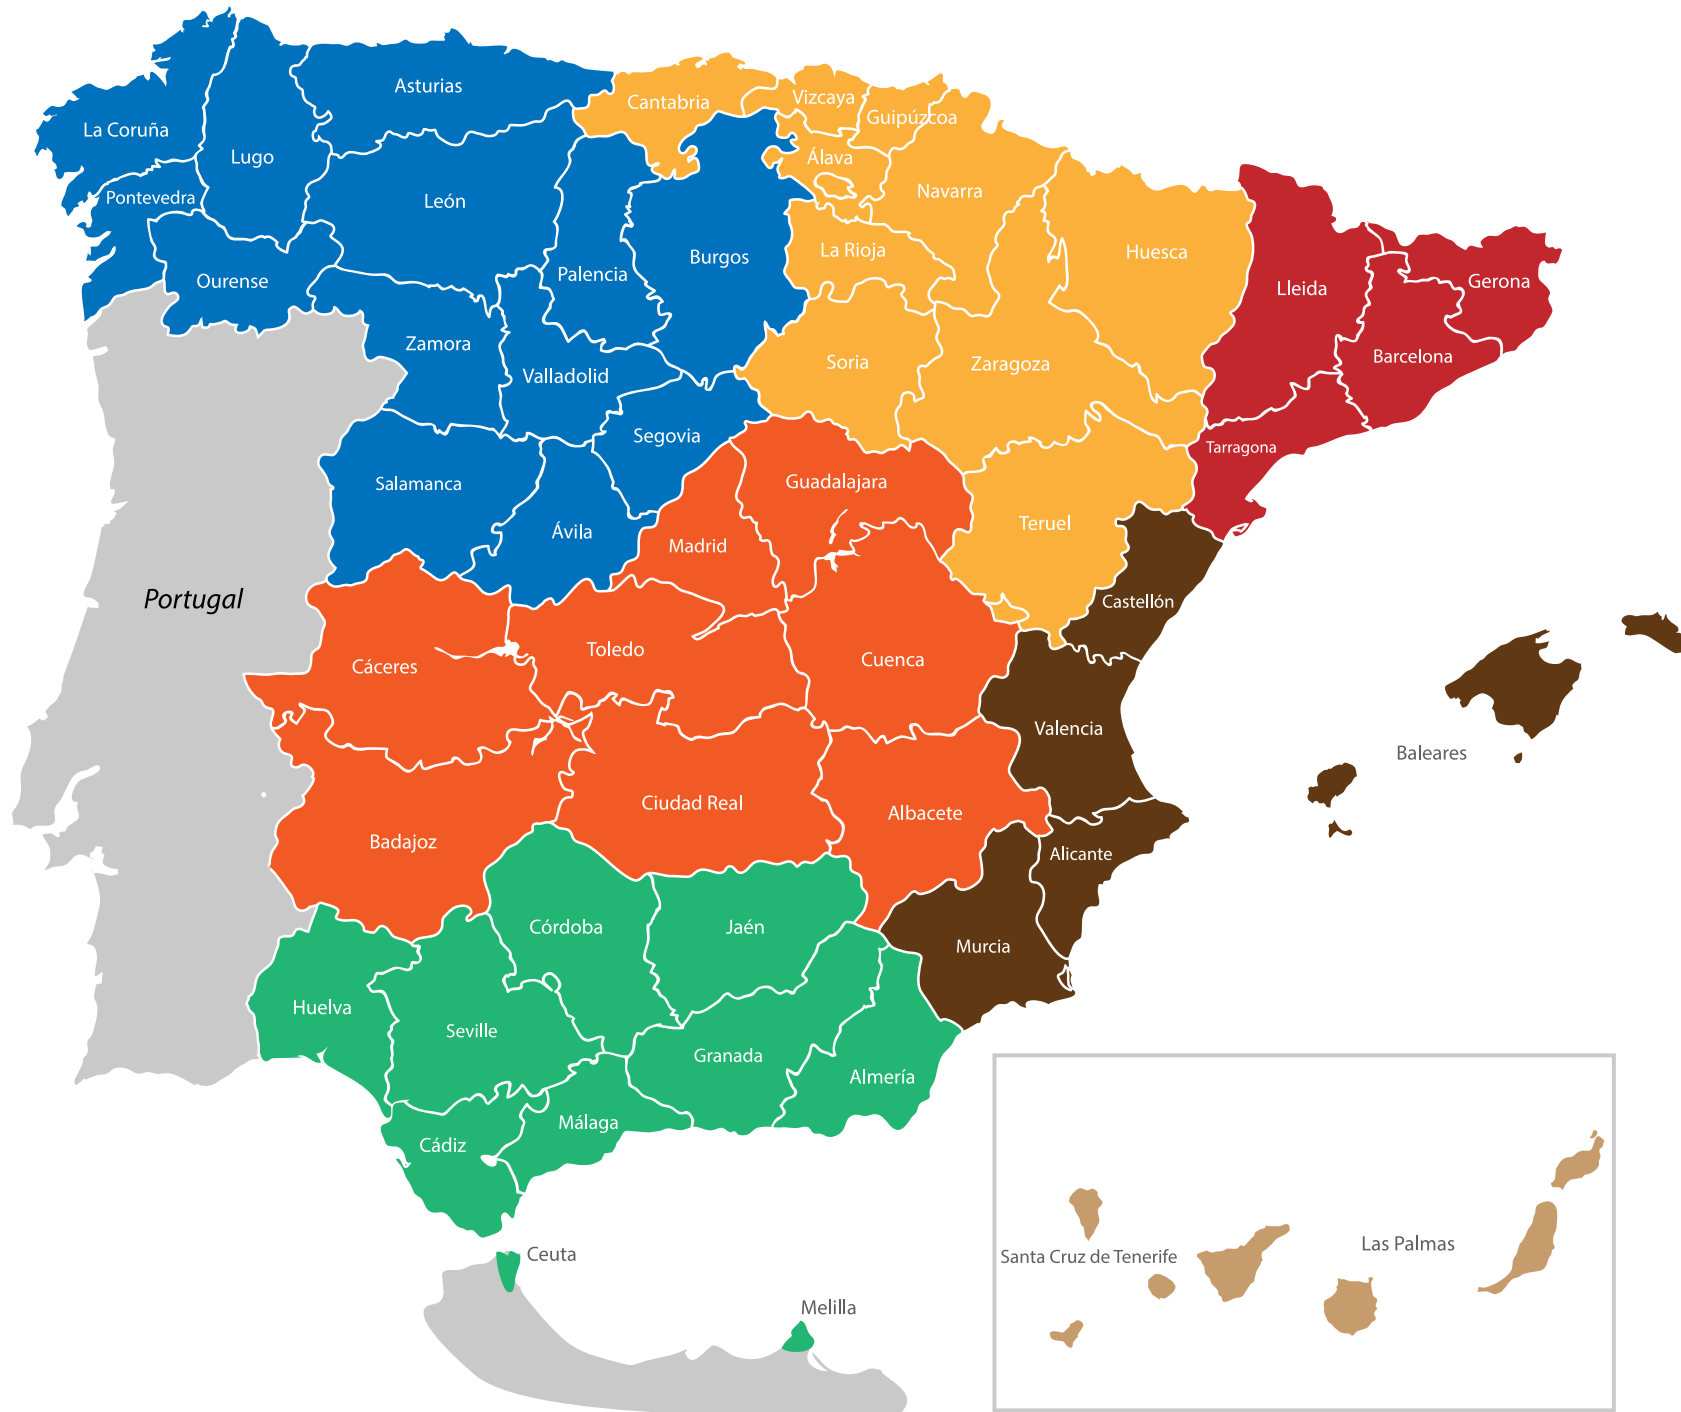 Asturias
Cantabria
Vizcaya
Guipúzcoa
La Coruña
Lugo
Álava
Navarra
Pontevedra
León
La Rioja
Huesca
Burgos
Palencia
Ourense
Lleida
Gerona
Zamora
Valladolid
Soria
Zaragoza
Barcelona
Segovia
Tarragona
Salamanca
Guadalajara
Ávila
Madrid
Teruel
Portugal
Castellón
Toledo
Cáceres
Cuenca
Valencia
Baleares
Ciudad Real
Albacete
Badajoz
Alicante
Córdoba
Jaén
Murcia
Huelva
Seville
Granada
Almería
Málaga
Cádiz
Ceuta
Santa Cruz de Tenerife
Las Palmas
Melilla